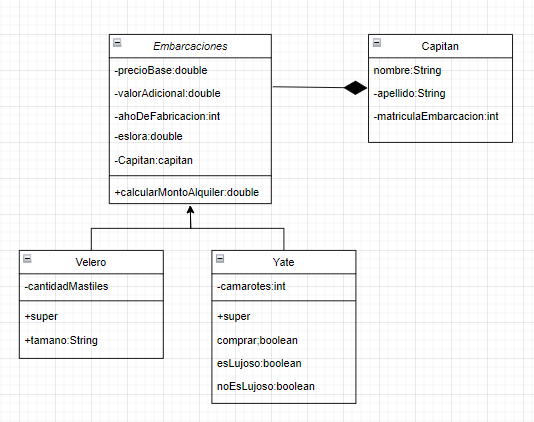 Embarcaciones
-precioBase:double
-valorAdicional:double
-ahoDeFabricacion:int
-eslora:double
-Capitan:capitan
+calcularMontoAlquiler:double
Capitan
nombre:String
-apellido:String
-matriculaEmbarcacion:int
Velero
-cantidadMastiles
+super
+tamano:String
Yate
-camarotes:int
+super
comprar;boolean
esLujoso:boolean
noEsLujoso:boolean